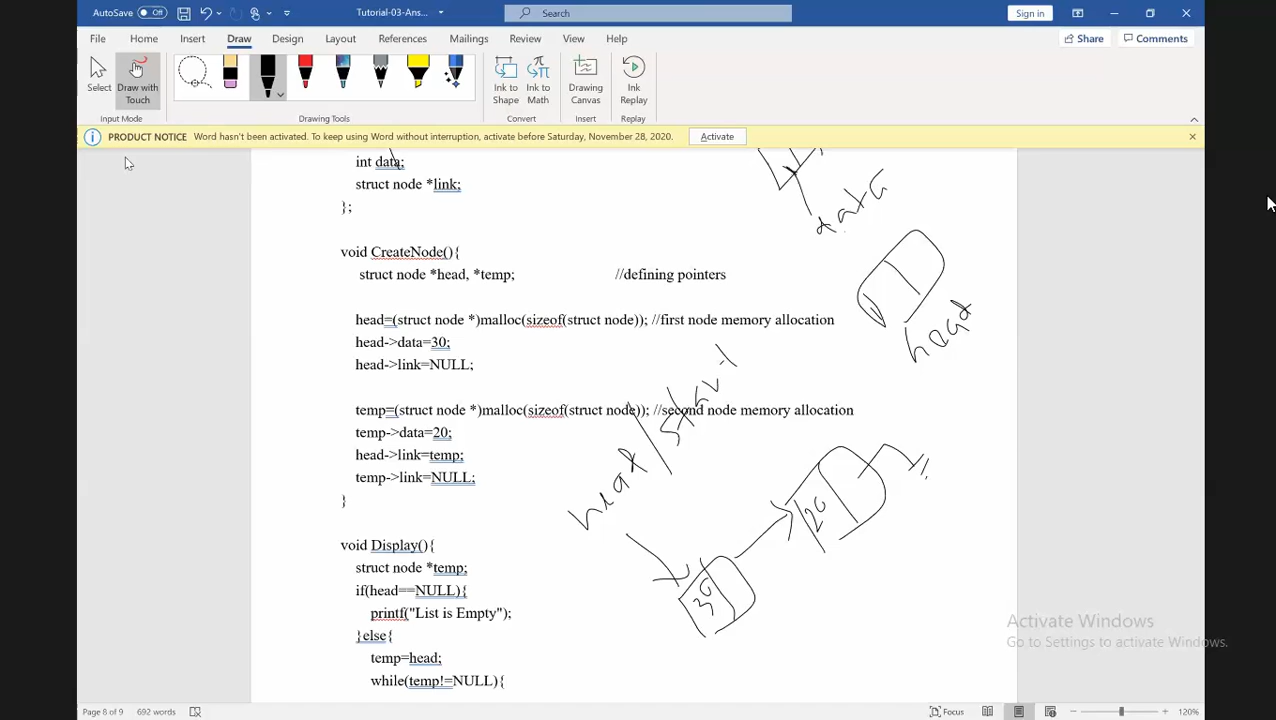 AutoSave Off Tutorial-03-Ans... Search Sign in
File Home Insert Draw Design Layout References Mailings Review View Help Share Comments
Select Draw with Touch Ink to Shape Ink to Math Drawing Canvas Ink Replay
Input Mode Drawing Tools Convert Insert Replay
PRODUCT NOTICE Word hasn't been activated. To keep using Word without interruption, activate before Saturday, November 28, 2020. Activate
int data;
struct node *link;
};
data
void CreateNode(){
struct node *head, *temp; //defining pointers
head=(struct node *)malloc(sizeof(struct node)); //first node memory allocation
head->data=30;
head->link=NULL;
head
temp=(struct node *)malloc(sizeof(struct node)); //second node memory allocation
temp->data=20;
head->link=temp;
temp->link=NULL;
}
head/start
20
30
void Display(){
struct node *temp;
if(head==NULL){
printf("List is Empty");
}else{
temp=head;
while(temp!=NULL){
Activate Windows
Go to Settings to activate Windows.
Page 8 of 9 692 words Focus 120%